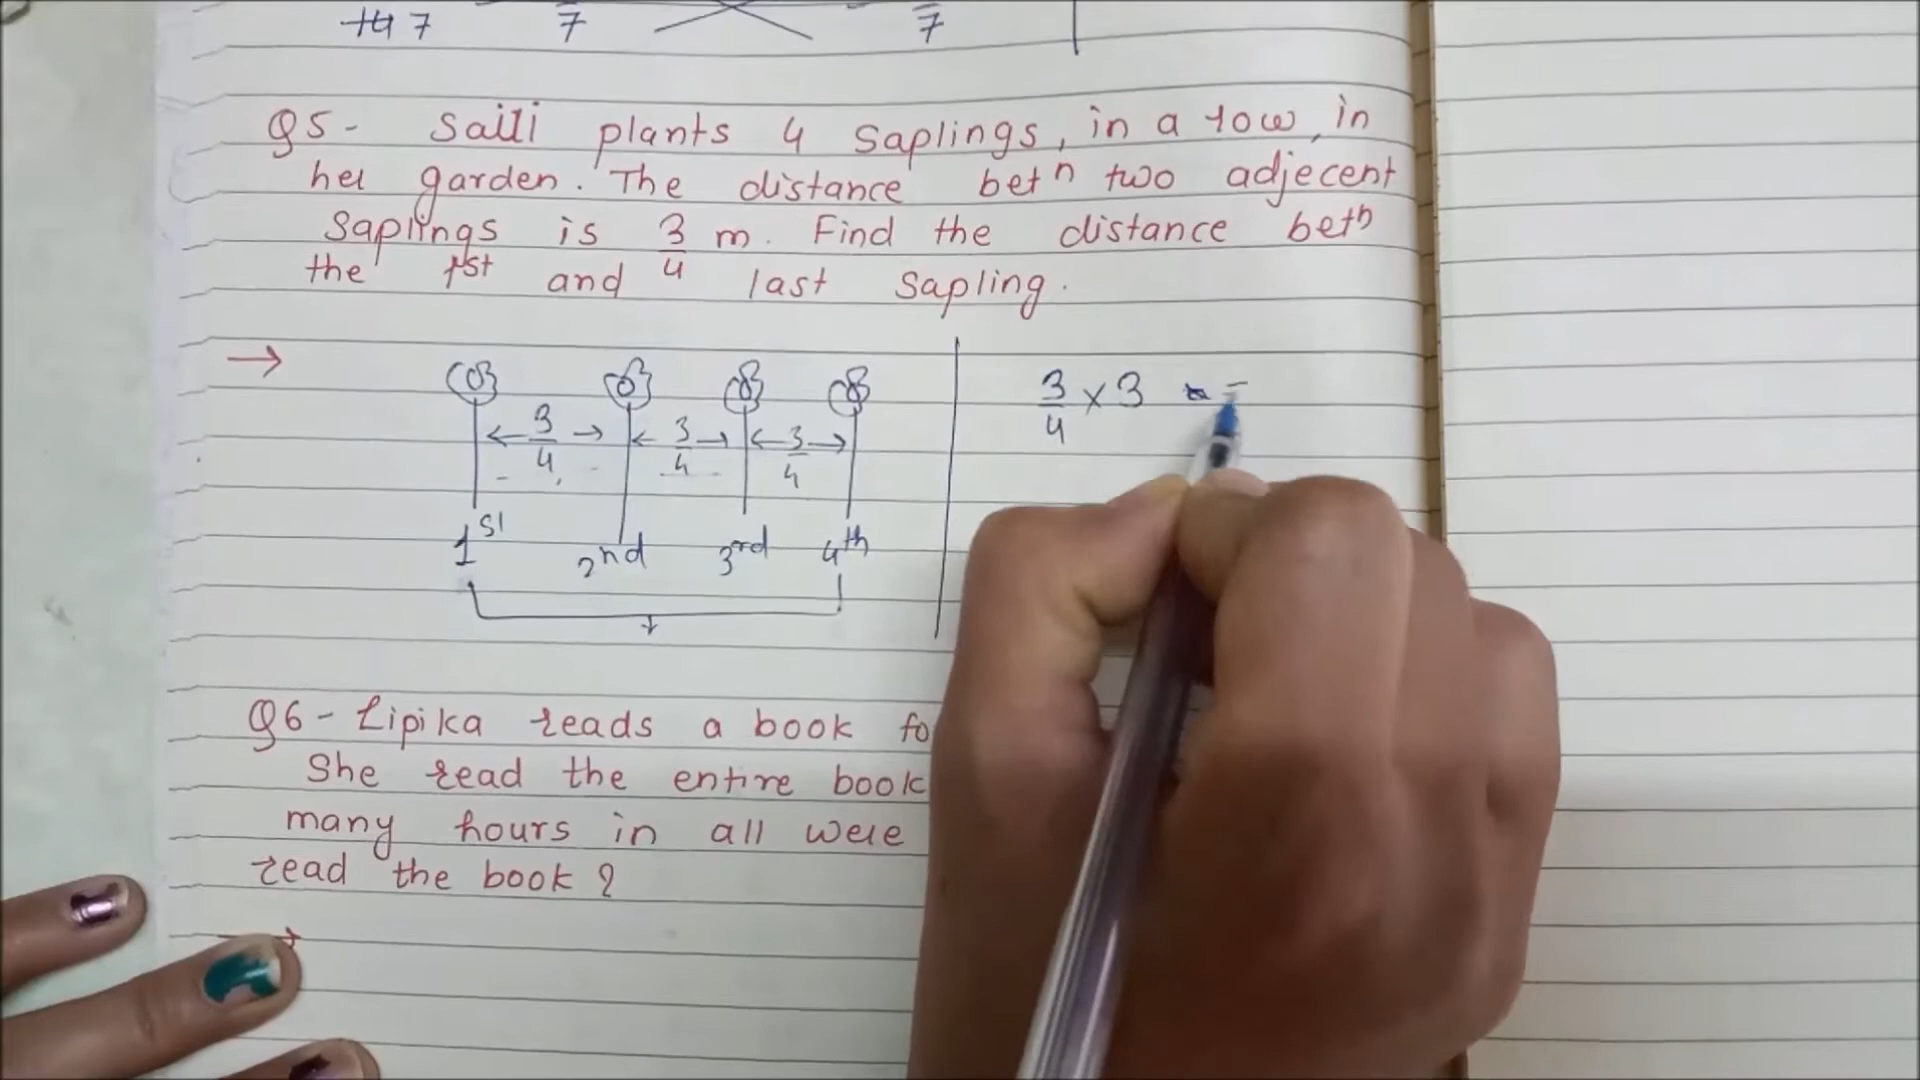 7 7 7
Q5- Saili plants 4 saplings, in a row, in
her garden. The distance betn two adjecent
saplings is 3/4 m. Find the distance betn
the 1st and last sapling.
→
3/4 3/4 3/4
3/4 × 3 =
1st 2nd 3rd 4th
Q6 - Lipika reads a book fo
She read the entire book
many hours in all were
read the book ?
→